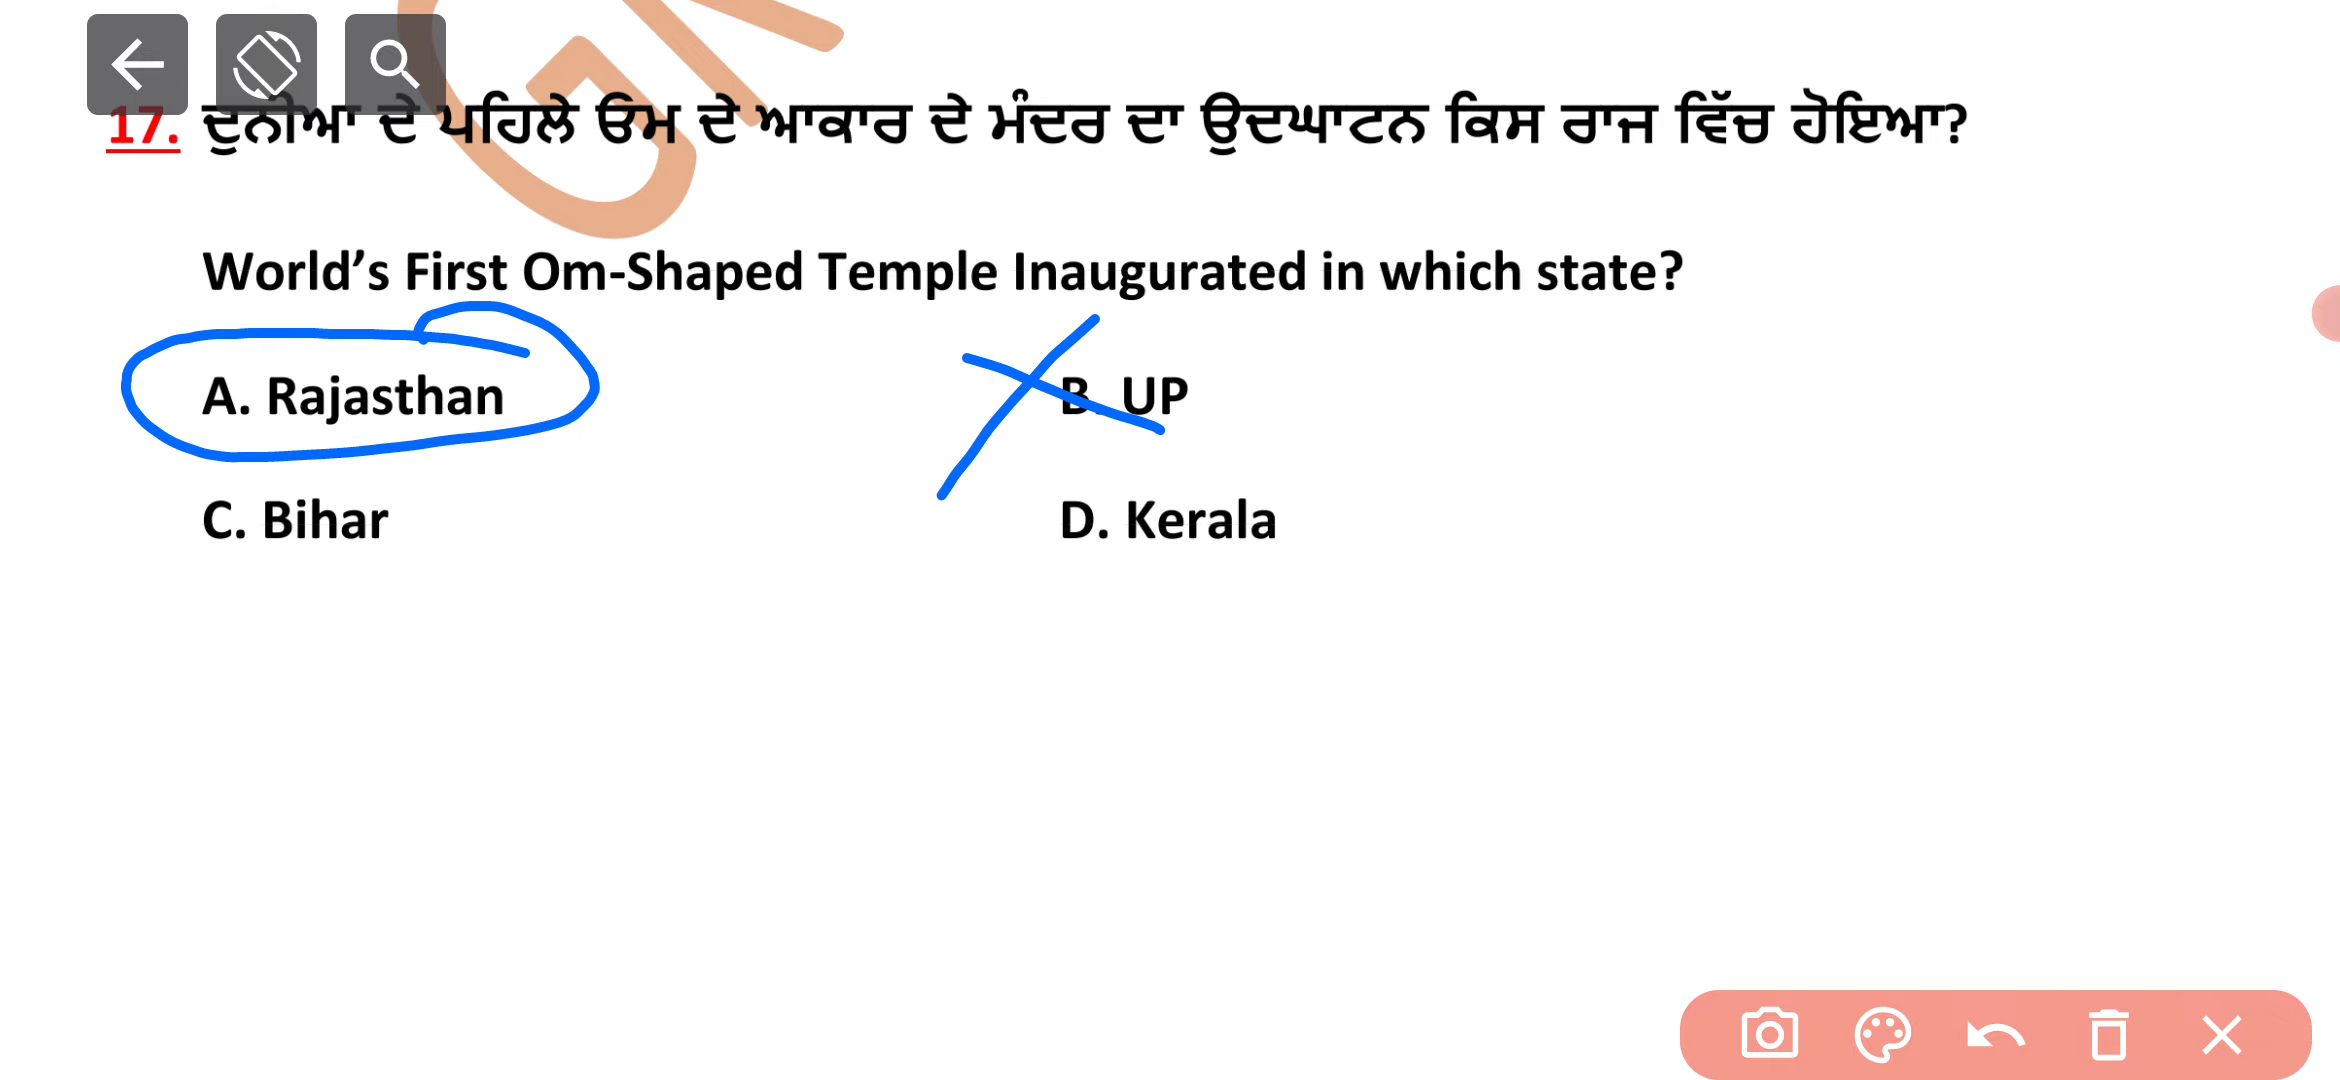 17. ਦੁਨੀਆ ਦੇ ਪਹਿਲੇ ਓਮ ਦੇ ਆਕਾਰ ਦੇ ਮੰਦਰ ਦਾ ਉਦਘਾਟਨ ਕਿਸ ਰਾਜ ਵਿੱਚ ਹੋਇਆ?
World’s First Om-Shaped Temple Inaugurated in which state?
A. Rajasthan B. UP
C. Bihar D. Kerala